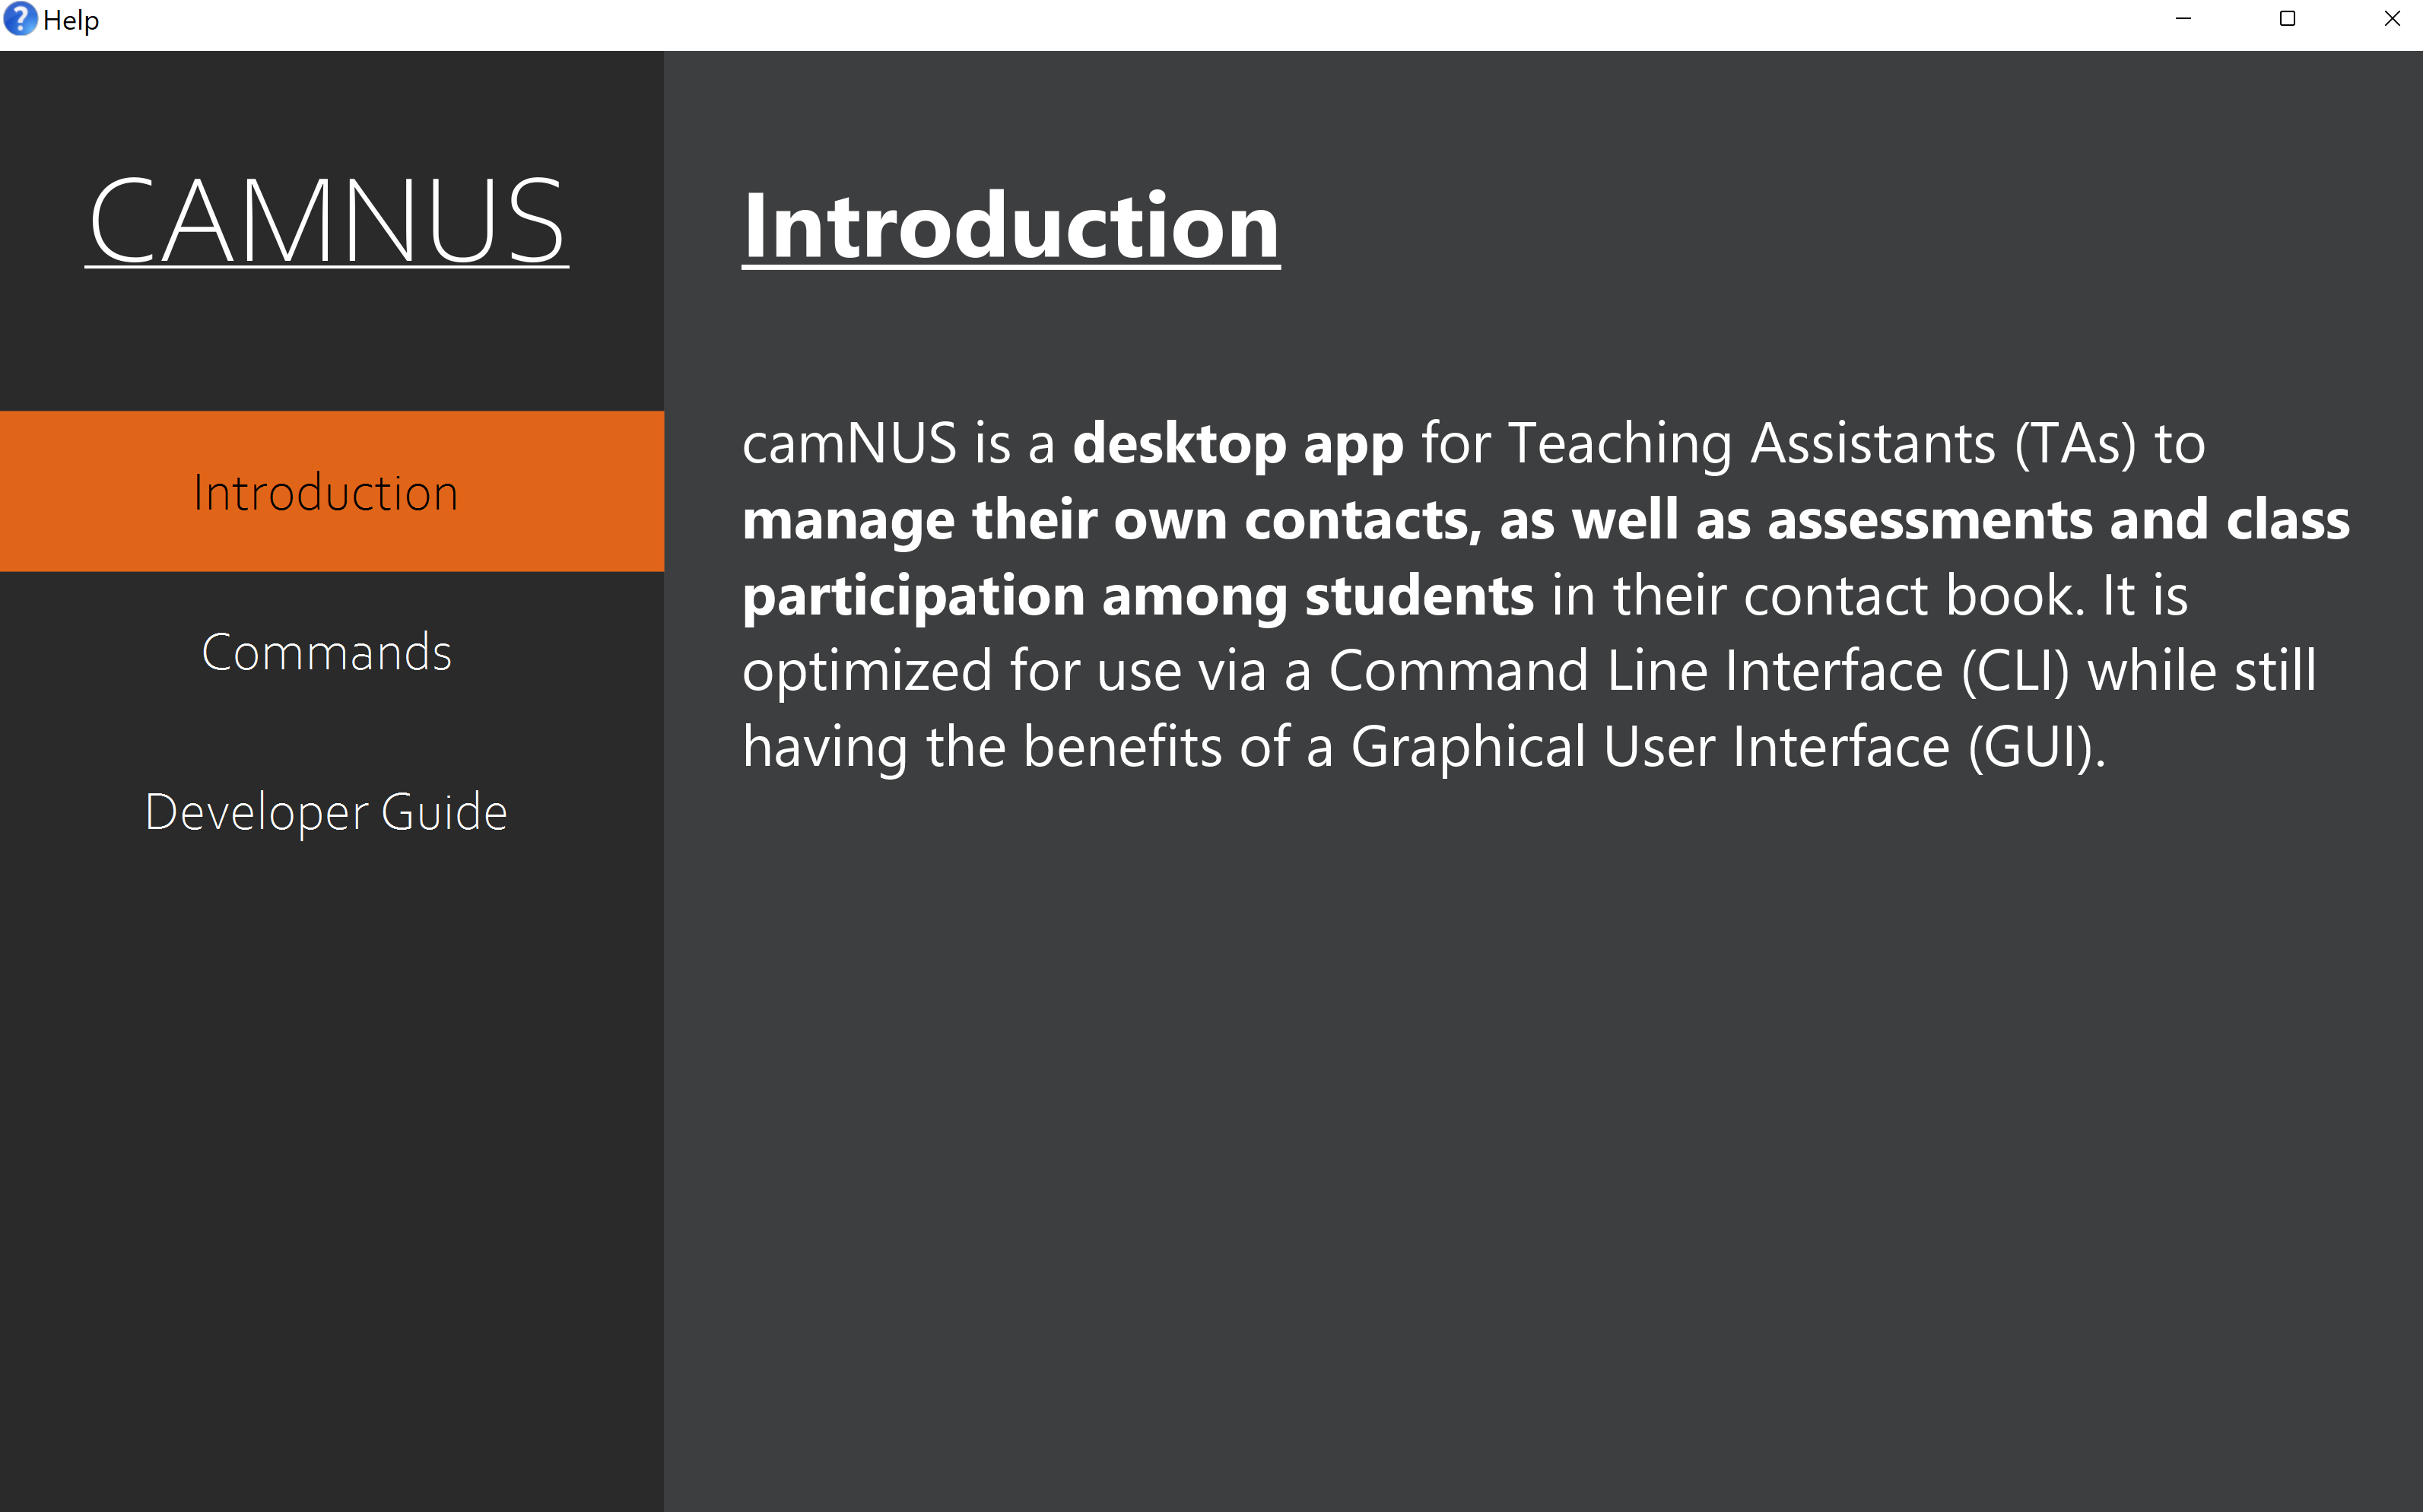 Help
CAMNUS
Introduction
Commands
Developer Guide
Introduction
camNUS is a desktop app for Teaching Assistants (TAs) to
manage their own contacts, as well as assessments and class
participation among students in their contact book. It is
optimized for use via a Command Line Interface (CLI) while still
having the benefits of a Graphical User Interface (GUI).